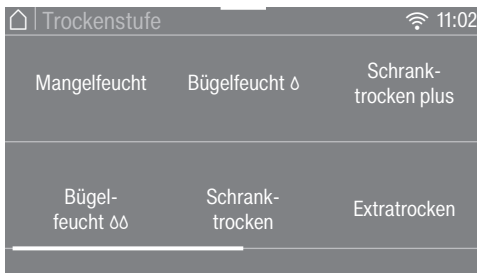 Trockenstufe 11:02
Mangelfeucht Bügelfeucht Schrank-
trocken plus
Bügel-
feucht Schrank-
trocken Extratrocken